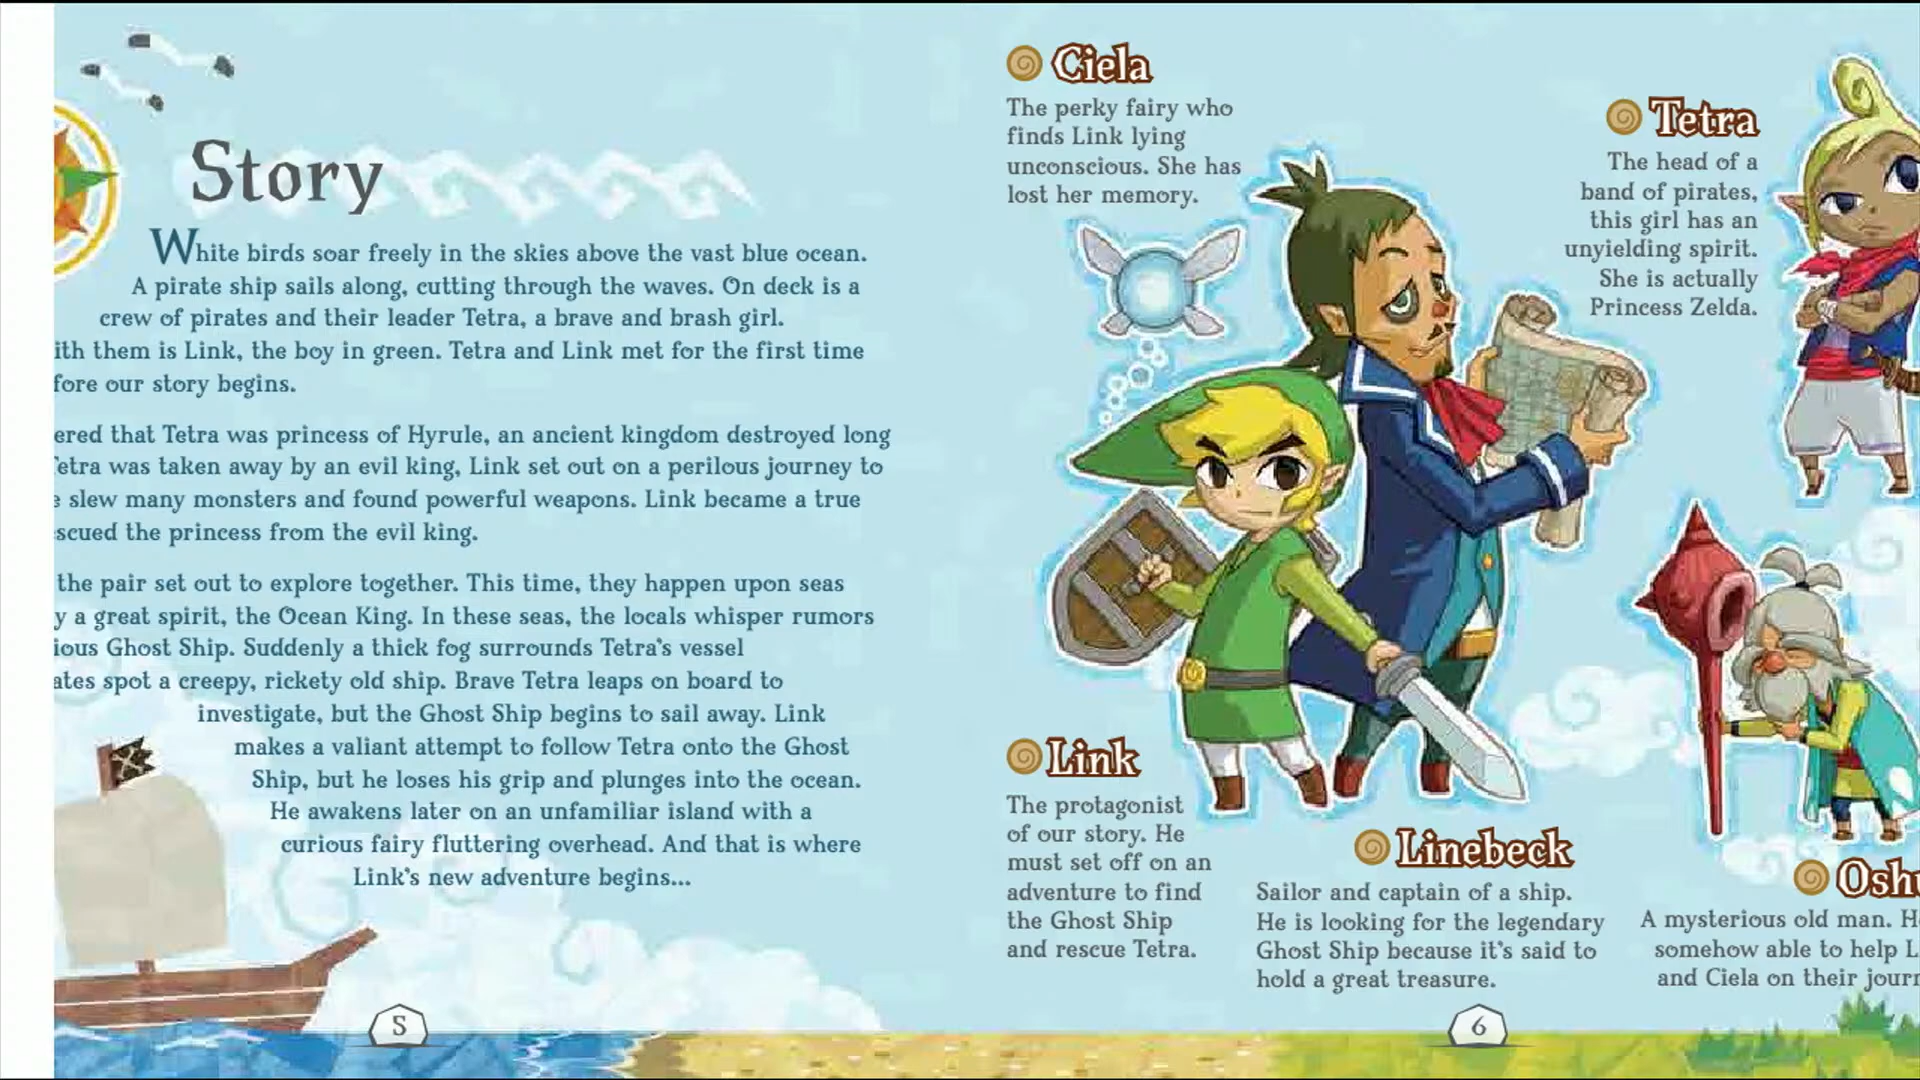 Story
White birds soar freely in the skies above the vast blue ocean.
A pirate ship sails along, cutting through the waves. On deck is a
crew of pirates and their leader Tetra, a brave and brash girl.
ith them is Link, the boy in green. Tetra and Link met for the first time
fore our story begins.
ered that Tetra was princess of Hyrule, an ancient kingdom destroyed long
Tetra was taken away by an evil king, Link set out on a perilous journey to
e slew many monsters and found powerful weapons. Link became a true
scued the princess from the evil king.
the pair set out to explore together. This time, they happen upon seas
y a great spirit, the Ocean King. In these seas, the locals whisper rumors
ious Ghost Ship. Suddenly a thick fog surrounds Tetra's vessel
ates spot a creepy, rickety old ship. Brave Tetra leaps on board to
investigate, but the Ghost Ship begins to sail away. Link
makes a valiant attempt to follow Tetra onto the Ghost
Ship, but he loses his grip and plunges into the ocean.
He awakens later on an unfamiliar island with a
curious fairy fluttering overhead. And that is where
Link's new adventure begins...
5
Ciela
The perky fairy who
finds Link lying
unconscious. She has
lost her memory.
Tetra
The head of a
band of pirates,
this girl has an
unyielding spirit.
She is actually
Princess Zelda.
Link
The protagonist
of our story. He
must set off on an
adventure to find
the Ghost Ship
and rescue Tetra.
Linebeck
Sailor and captain of a ship.
He is looking for the legendary
Ghost Ship because it's said to
hold a great treasure.
Oshu
A mysterious old man. H
somehow able to help L
and Ciela on their journ
6